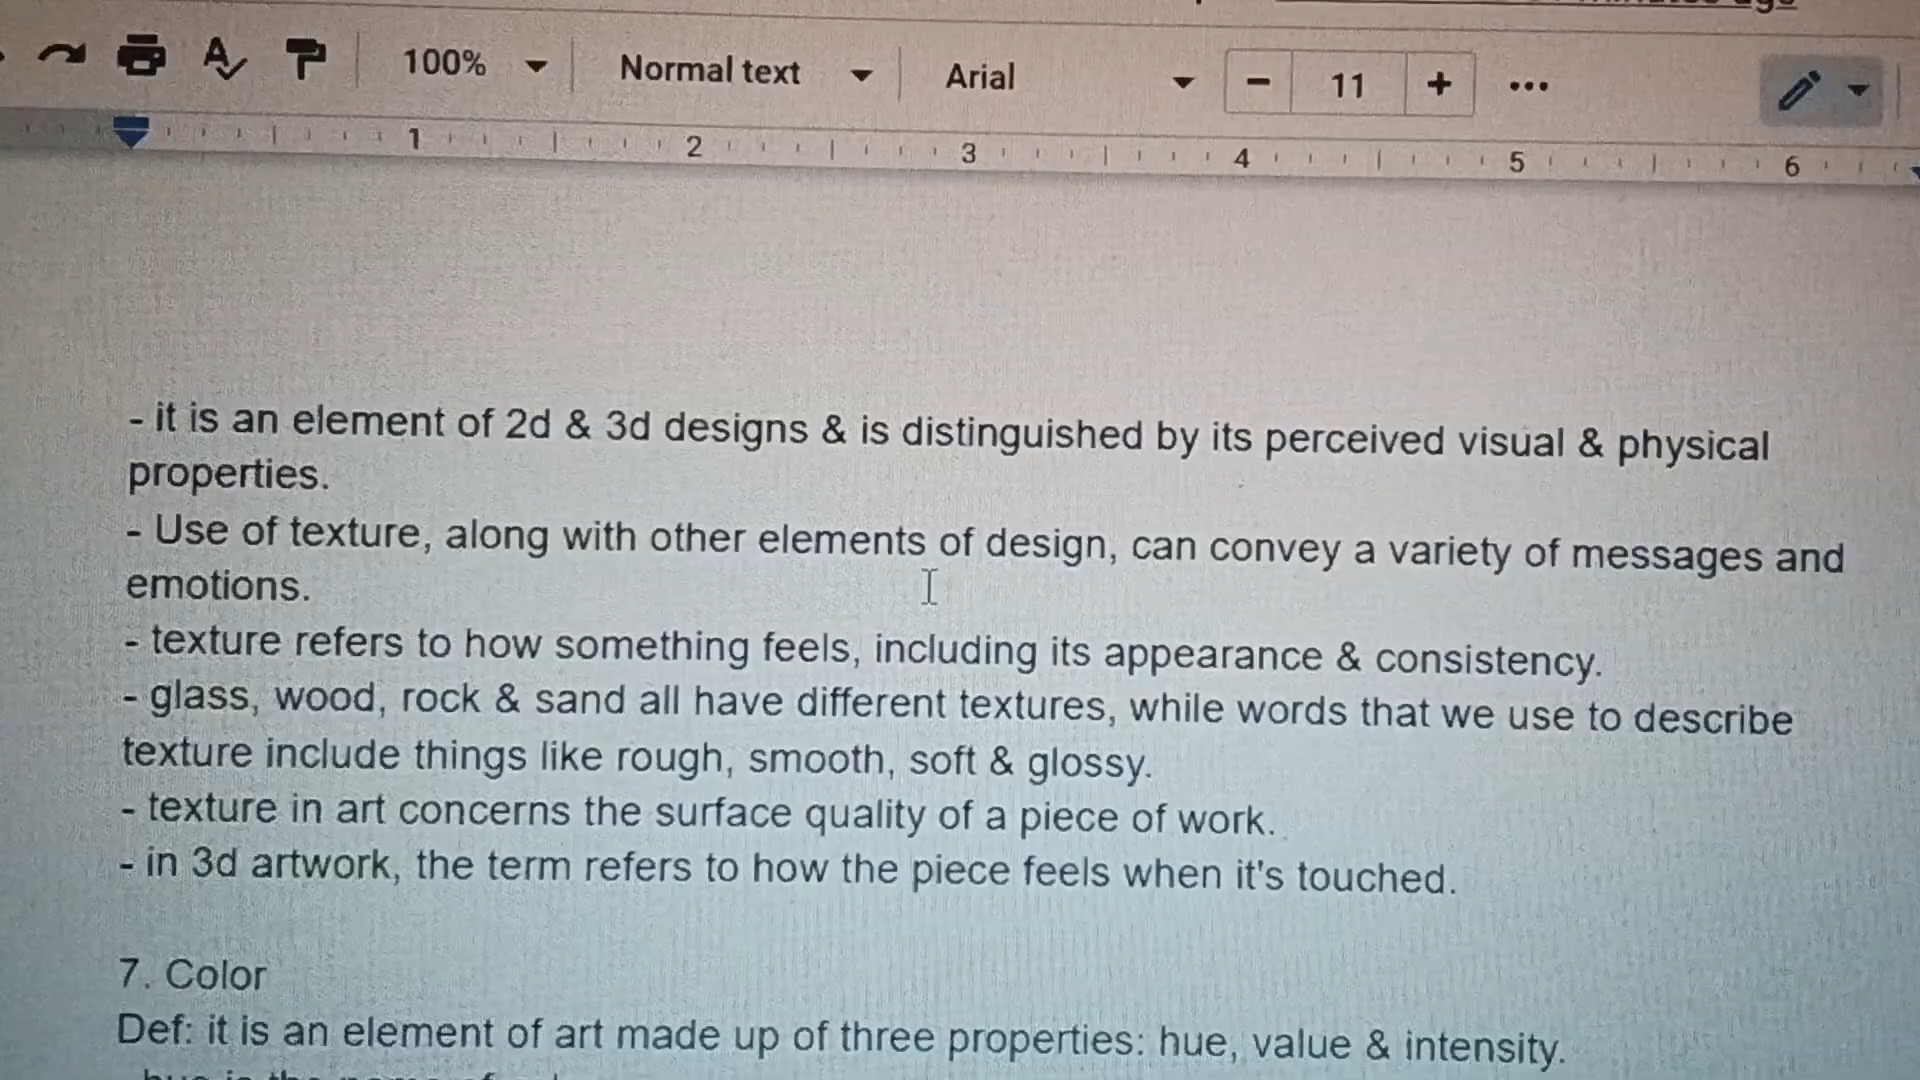 100% Normal text Arial - 11 + ...
1 2 3 4 5 6
- it is an element of 2d & 3d designs & is distinguished by its perceived visual & physical
properties.
- Use of texture, along with other elements of design, can convey a variety of messages and
emotions.
- texture refers to how something feels, including its appearance & consistency.
- glass, wood, rock & sand all have different textures, while words that we use to describe
texture include things like rough, smooth, soft & glossy.
- texture in art concerns the surface quality of a piece of work.
- in 3d artwork, the term refers to how the piece feels when it's touched.
7. Color
Def: it is an element of art made up of three properties: hue, value & intensity.